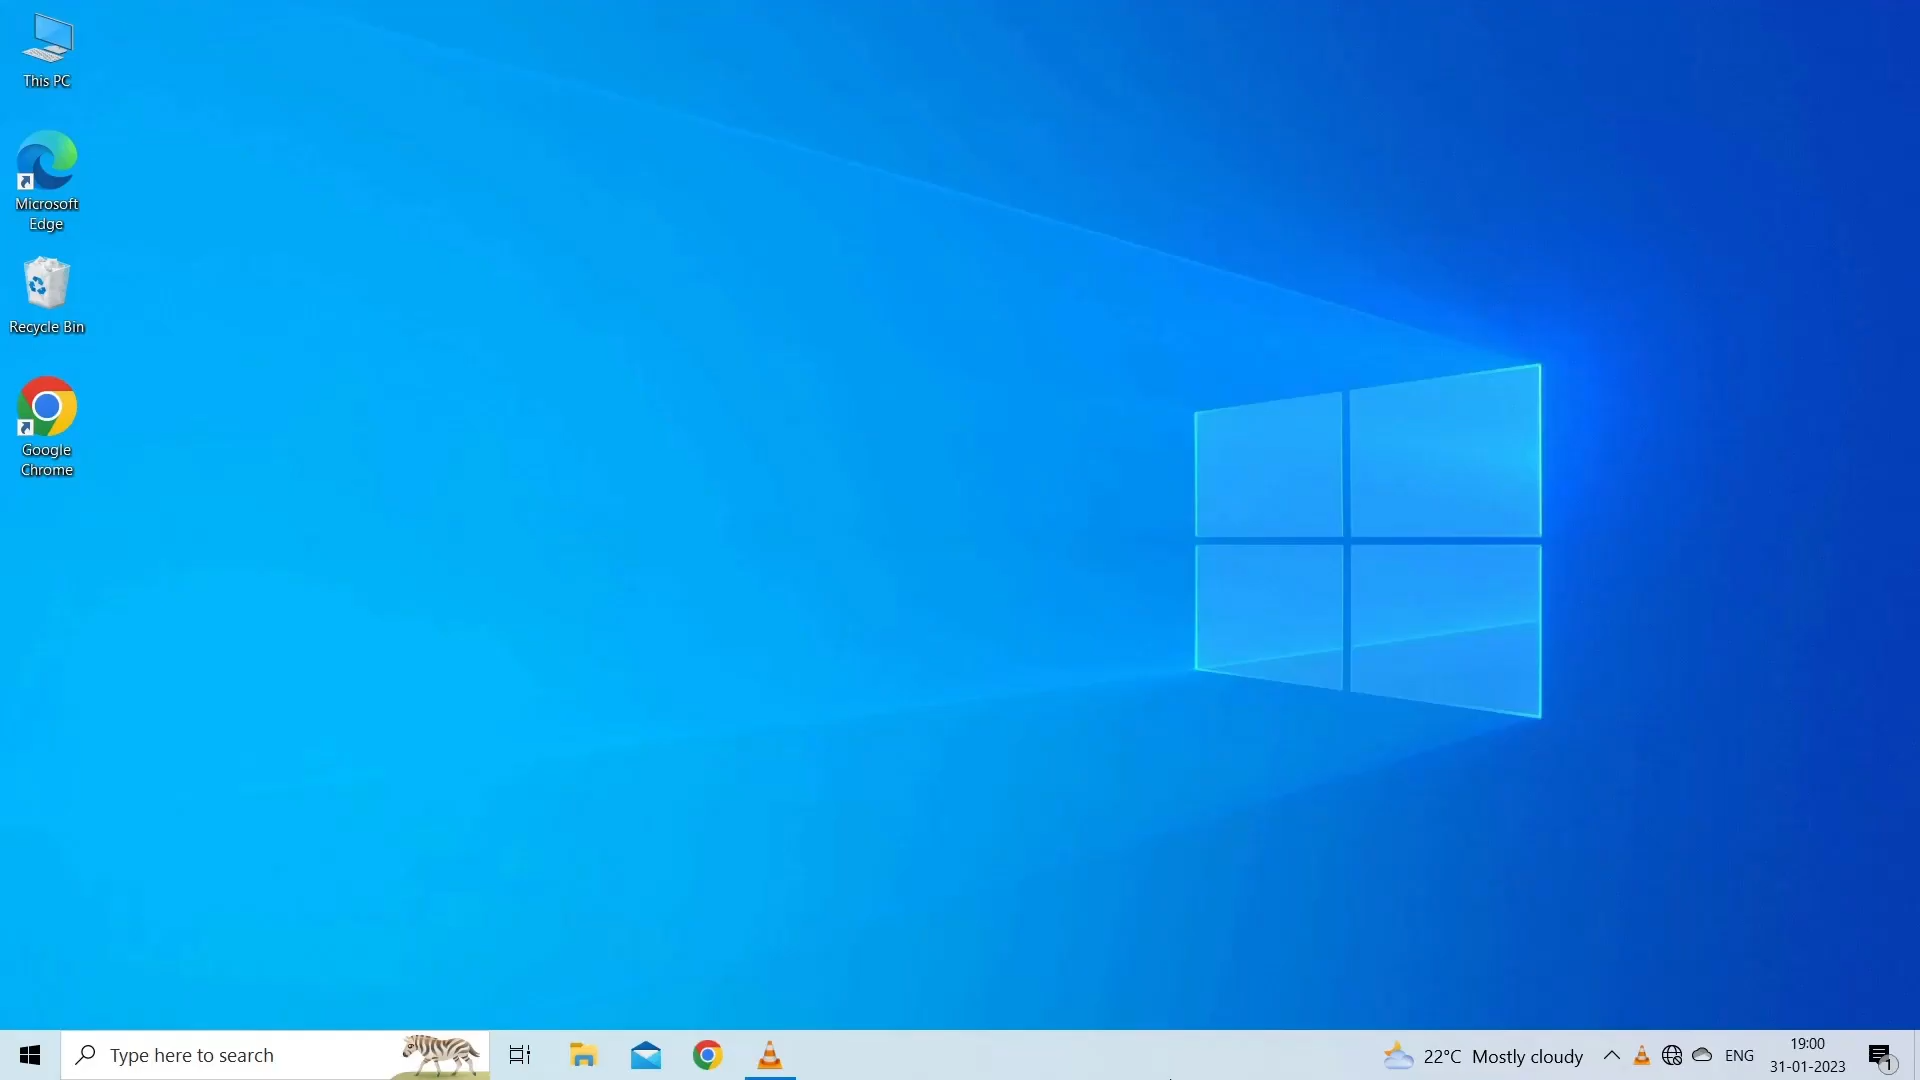 This PC
Microsoft
Edge
Recycle Bin
Google
Chrome
Type here to search
22°C Mostly cloudy
ENG
19:00
31-01-2023
1